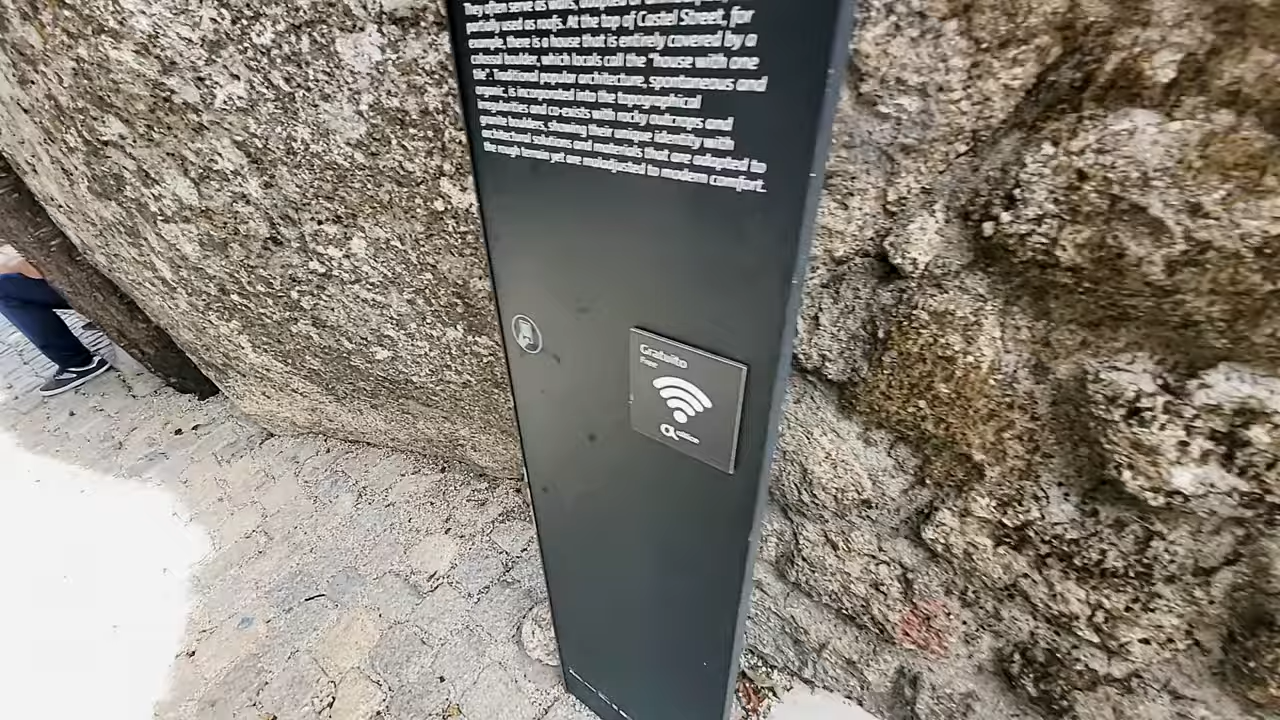 They often serve as walls, adapted or
partially used as roofs. At the top of Castel Street, for
example, there is a house that is entirely covered by a
colossal boulder, which locals call the "house with one
tile". Traditional popular architecture, spontaneous and
organic, is incorporated into the topographical
irregularities and co-exists with rocky outcrops and
granite boulders, showing their unique identity with
architectural solutions and materials that are adapted to
the rough terrain yet are maladjusted to modern comfort.
Gratuito
Free
altice